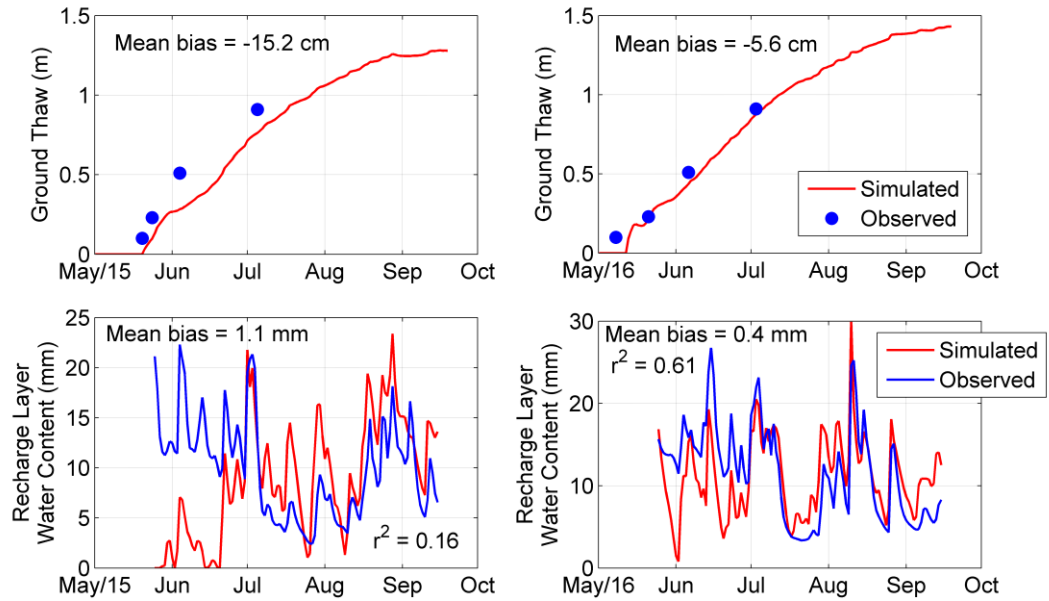 Mean bias = -15.2 cm
Ground Thaw (m)
1.5
1
0.5
0
May/15 Jun Jul Aug Sep Oct
Mean bias = -5.6 cm
Ground Thaw (m)
1.5
1
0.5
0
Simulated
Observed
May/16 Jun Jul Aug Sep Oct
Mean bias = 1.1 mm
Recharge Layer
Water Content (mm)
25
20
15
10
5
0
r² = 0.16
May/15 Jun Jul Aug Sep Oct
Mean bias = 0.4 mm
r² = 0.61
Recharge Layer
Water Content (mm)
30
20
10
0
Simulated
Observed
May/16 Jun Jul Aug Sep Oct